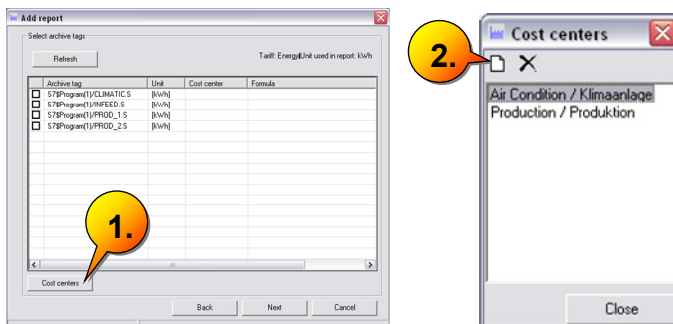 Add report
Select archive tags
Refresh
Tariff: Energy|Unit used in report: kWh
Archive tag Unit Cost center Formula
S7$Program(1)/CLIMATIC.S [kWh]
S7$Program(1)/INFEED.S [kWh]
S7$Program(1)/PROD_1.S [kWh]
S7$Program(1)/PROD_2.S [kWh]
1.
Cost centers
Back Next Cancel
2.
Cost centers
Air Condition / Klimaanlage
Production / Produktion
Close